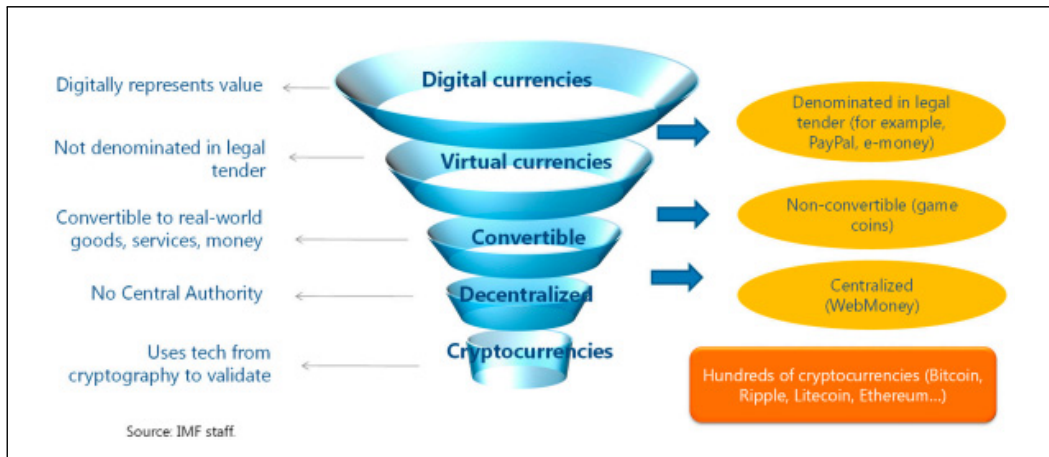 Digital currencies
Digitally represents value
Denominated in legal
tender (for example,
PayPal, e-money)
Not denominated in legal
tender
Virtual currencies
Convertible to real-world
goods, services, money
Convertible
Non-convertible (game
coins)
No Central Authority
Decentralized
Centralized
(WebMoney)
Uses tech from
cryptography to validate
Cryptocurrencies
Hundreds of cryptocurrencies (Bitcoin,
Ripple, Litecoin, Ethereum...)
Source: IMF staff.